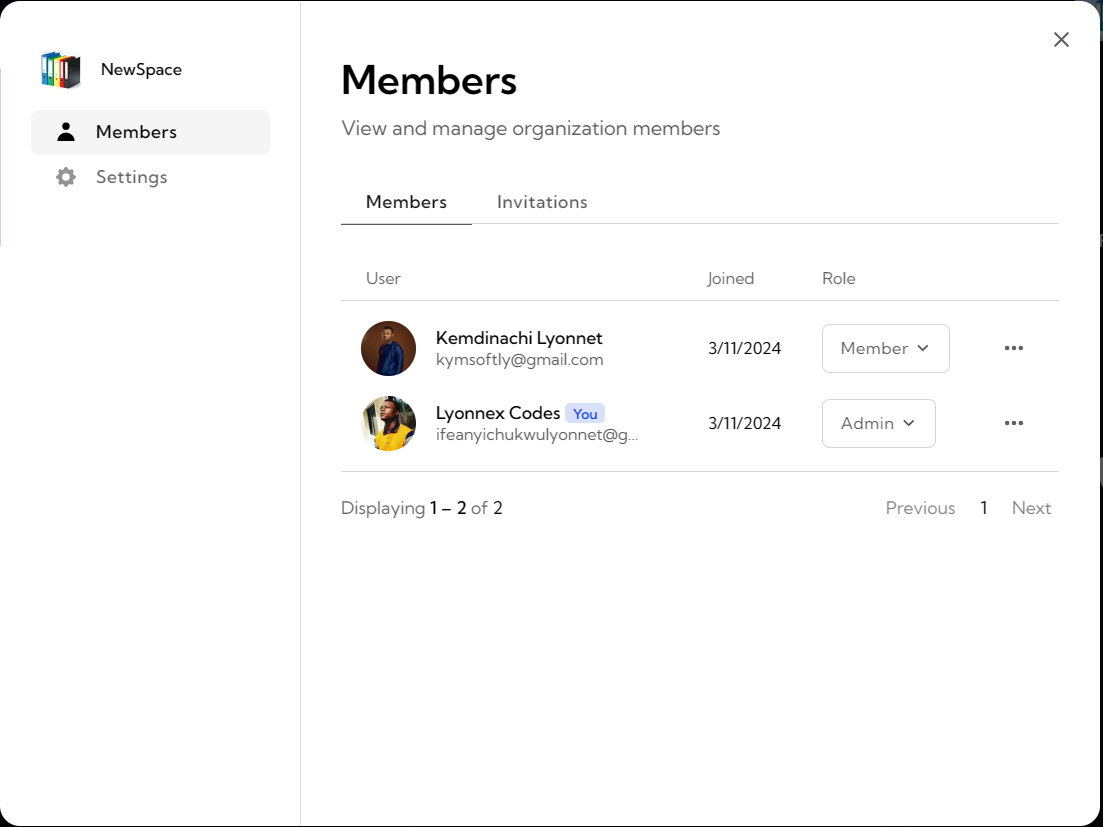 NewSpace
Members
Settings
Members
View and manage organization members
Members Invitations
User Joined Role
Kemdinachi Lyonnet
kymsoftly@gmail.com
3/11/2024 Member
Lyonnex Codes You
ifeanyichukwulyonnet@g...
3/11/2024 Admin
Displaying 1 – 2 of 2 Previous 1 Next